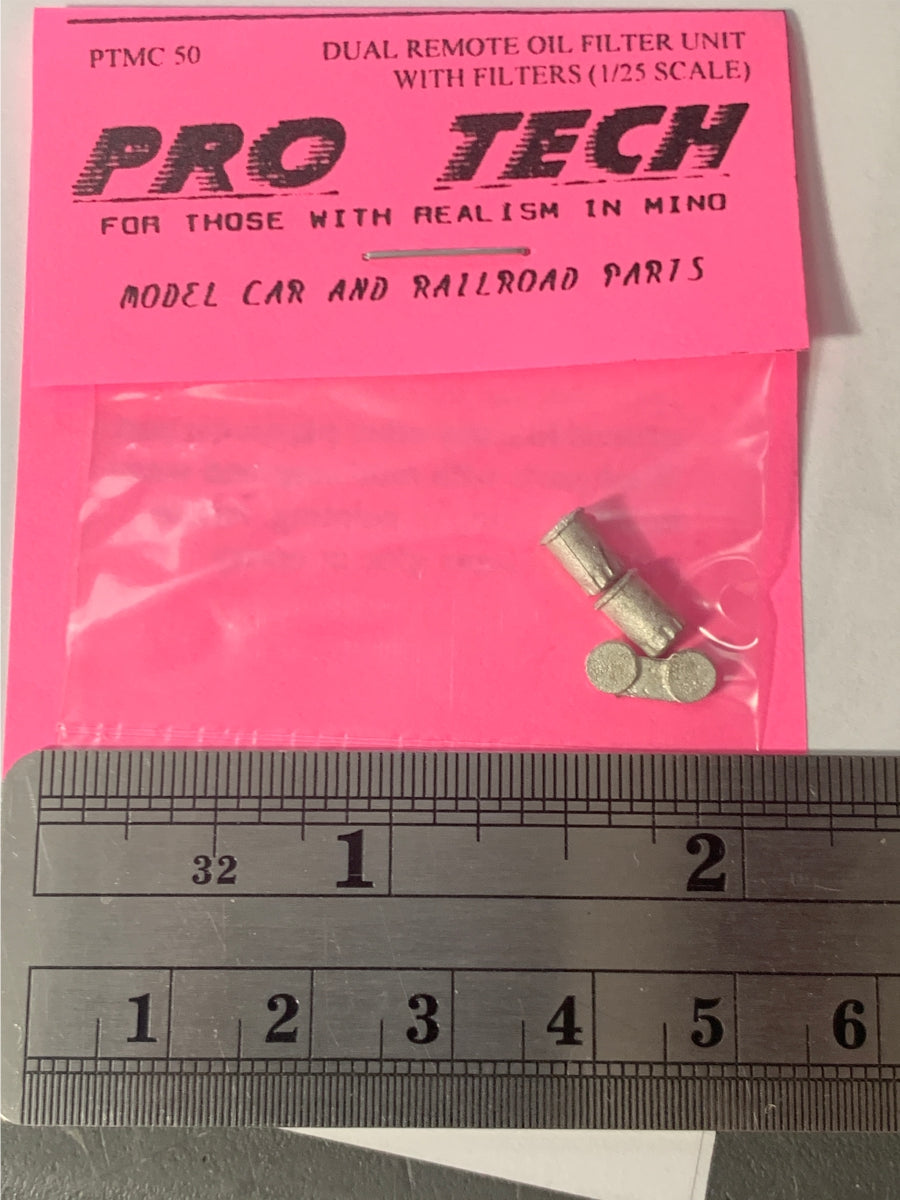 PTMC 50
DUAL REMOTE OIL FILTER UNIT
WITH FILTERS (1/25 SCALE)
PRO TECH
FOR THOSE WITH REALISM IN MIND
MODEL CAR AND RAILROAD PARTS
32 1 2
1 2 3 4 5 6